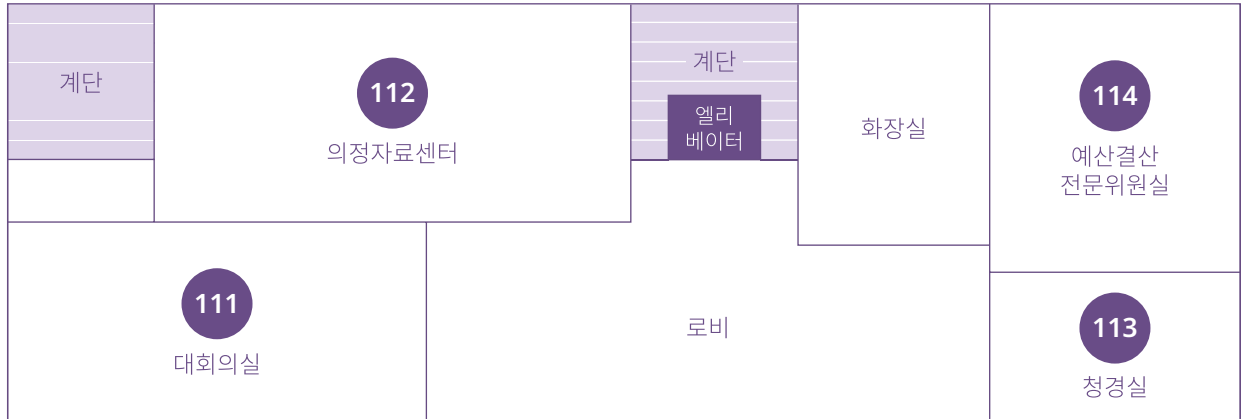 계단
112
의정자료센터
계단
엘리
베이터
화장실
114
예산결산
전문위원실
111
대회의실
로비
113
청경실